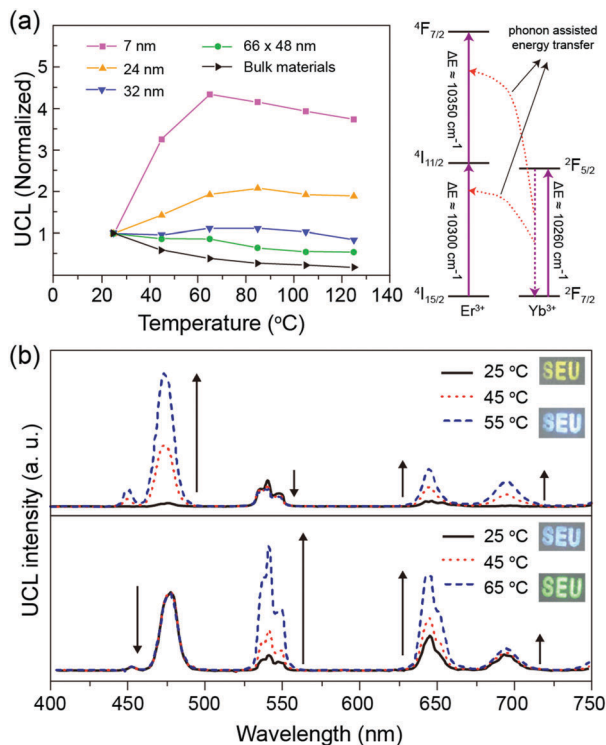 (a)
7 nm
24 nm
32 nm
66 x 48 nm
Bulk materials
UCL (Normalized)
5
4
3
2
1
0
0 20 40 60 80 100 120 140
Temperature (°C)
phonon assisted
energy transfer
⁴F₇/₂
⁴I₁₁/₂
⁴I₁₅/₂
ΔE ≈ 10350 cm⁻¹
ΔE ≈ 10300 cm⁻¹
Er³⁺
²F₅/₂
ΔE ≈ 10260 cm⁻¹
²F₇/₂
Yb³⁺
(b)
UCL intensity (a. u.)
25 °C SEU
45 °C
55 °C SEU
25 °C SEU
45 °C
65 °C SEU
400 450 500 550 600 650 700 750
Wavelength (nm)